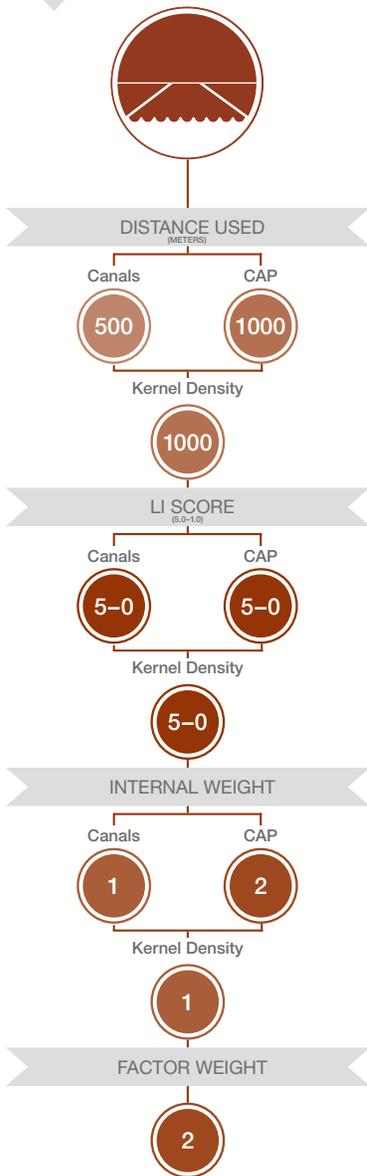 DISTANCE USED
(METERS)
Canals CAP
500 1000
Kernel Density
1000
LI SCORE
(5.0–1.0)
Canals CAP
5–0 5–0
Kernel Density
5–0
INTERNAL WEIGHT
Canals CAP
1 2
Kernel Density
1
FACTOR WEIGHT
2